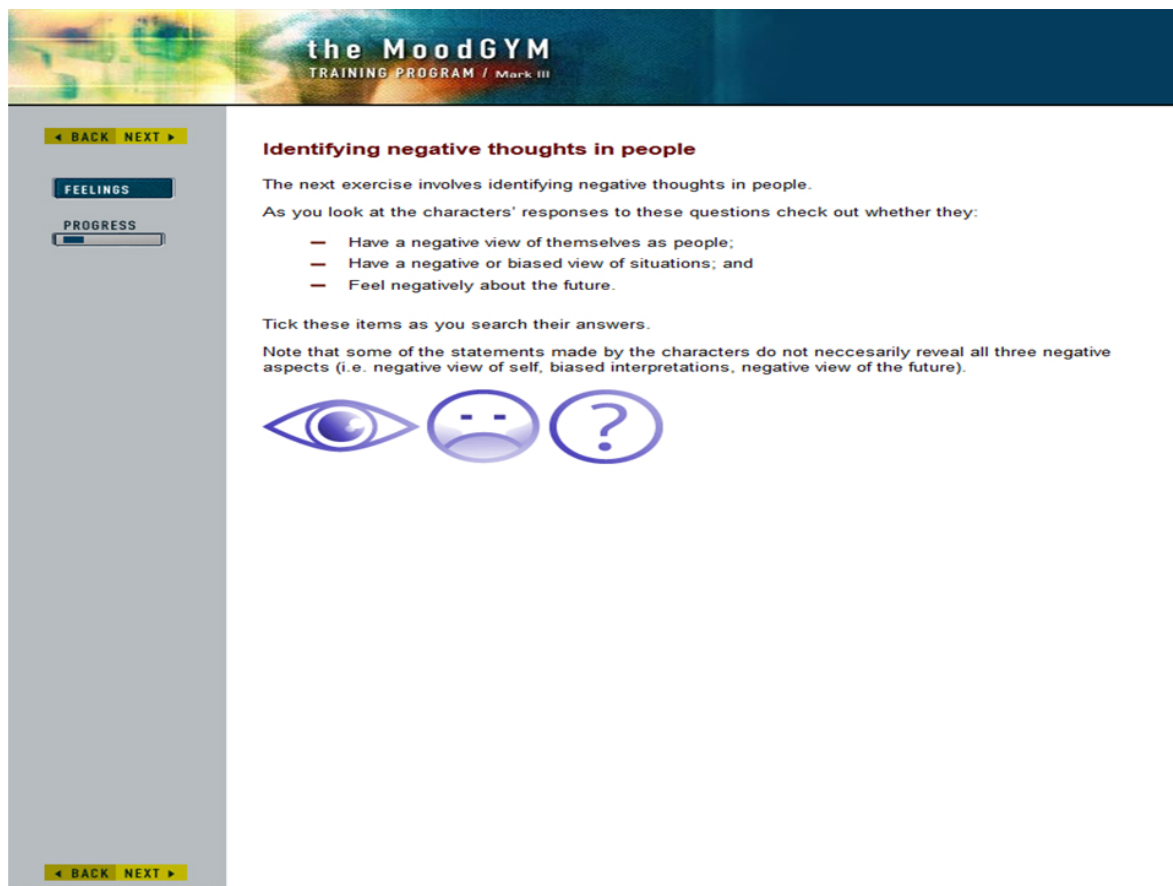 the MoodGYM
TRAINING PROGRAM / Mark III
BACK NEXT
FEELINGS
PROGRESS
Identifying negative thoughts in people
The next exercise involves identifying negative thoughts in people.
As you look at the characters' responses to these questions check out whether they:
— Have a negative view of themselves as people;
— Have a negative or biased view of situations; and
— Feel negatively about the future.
Tick these items as you search their answers.
Note that some of the statements made by the characters do not neccesarily reveal all three negative
aspects (i.e. negative view of self, biased interpretations, negative view of the future).
?
BACK NEXT